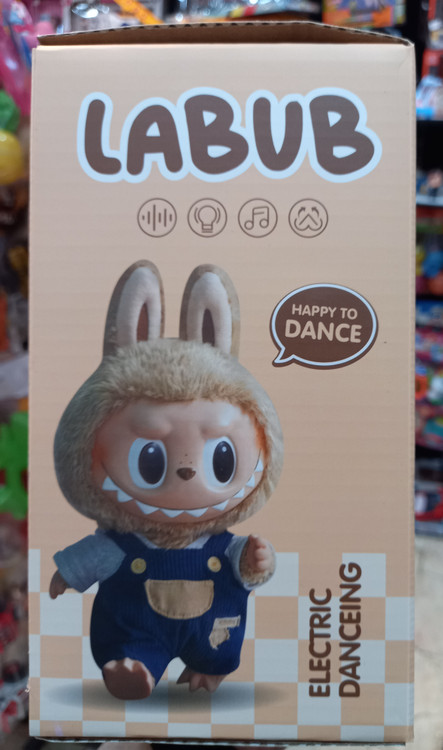 LABUB
HAPPY TO
DANCE
ELECTRIC
DANCEING